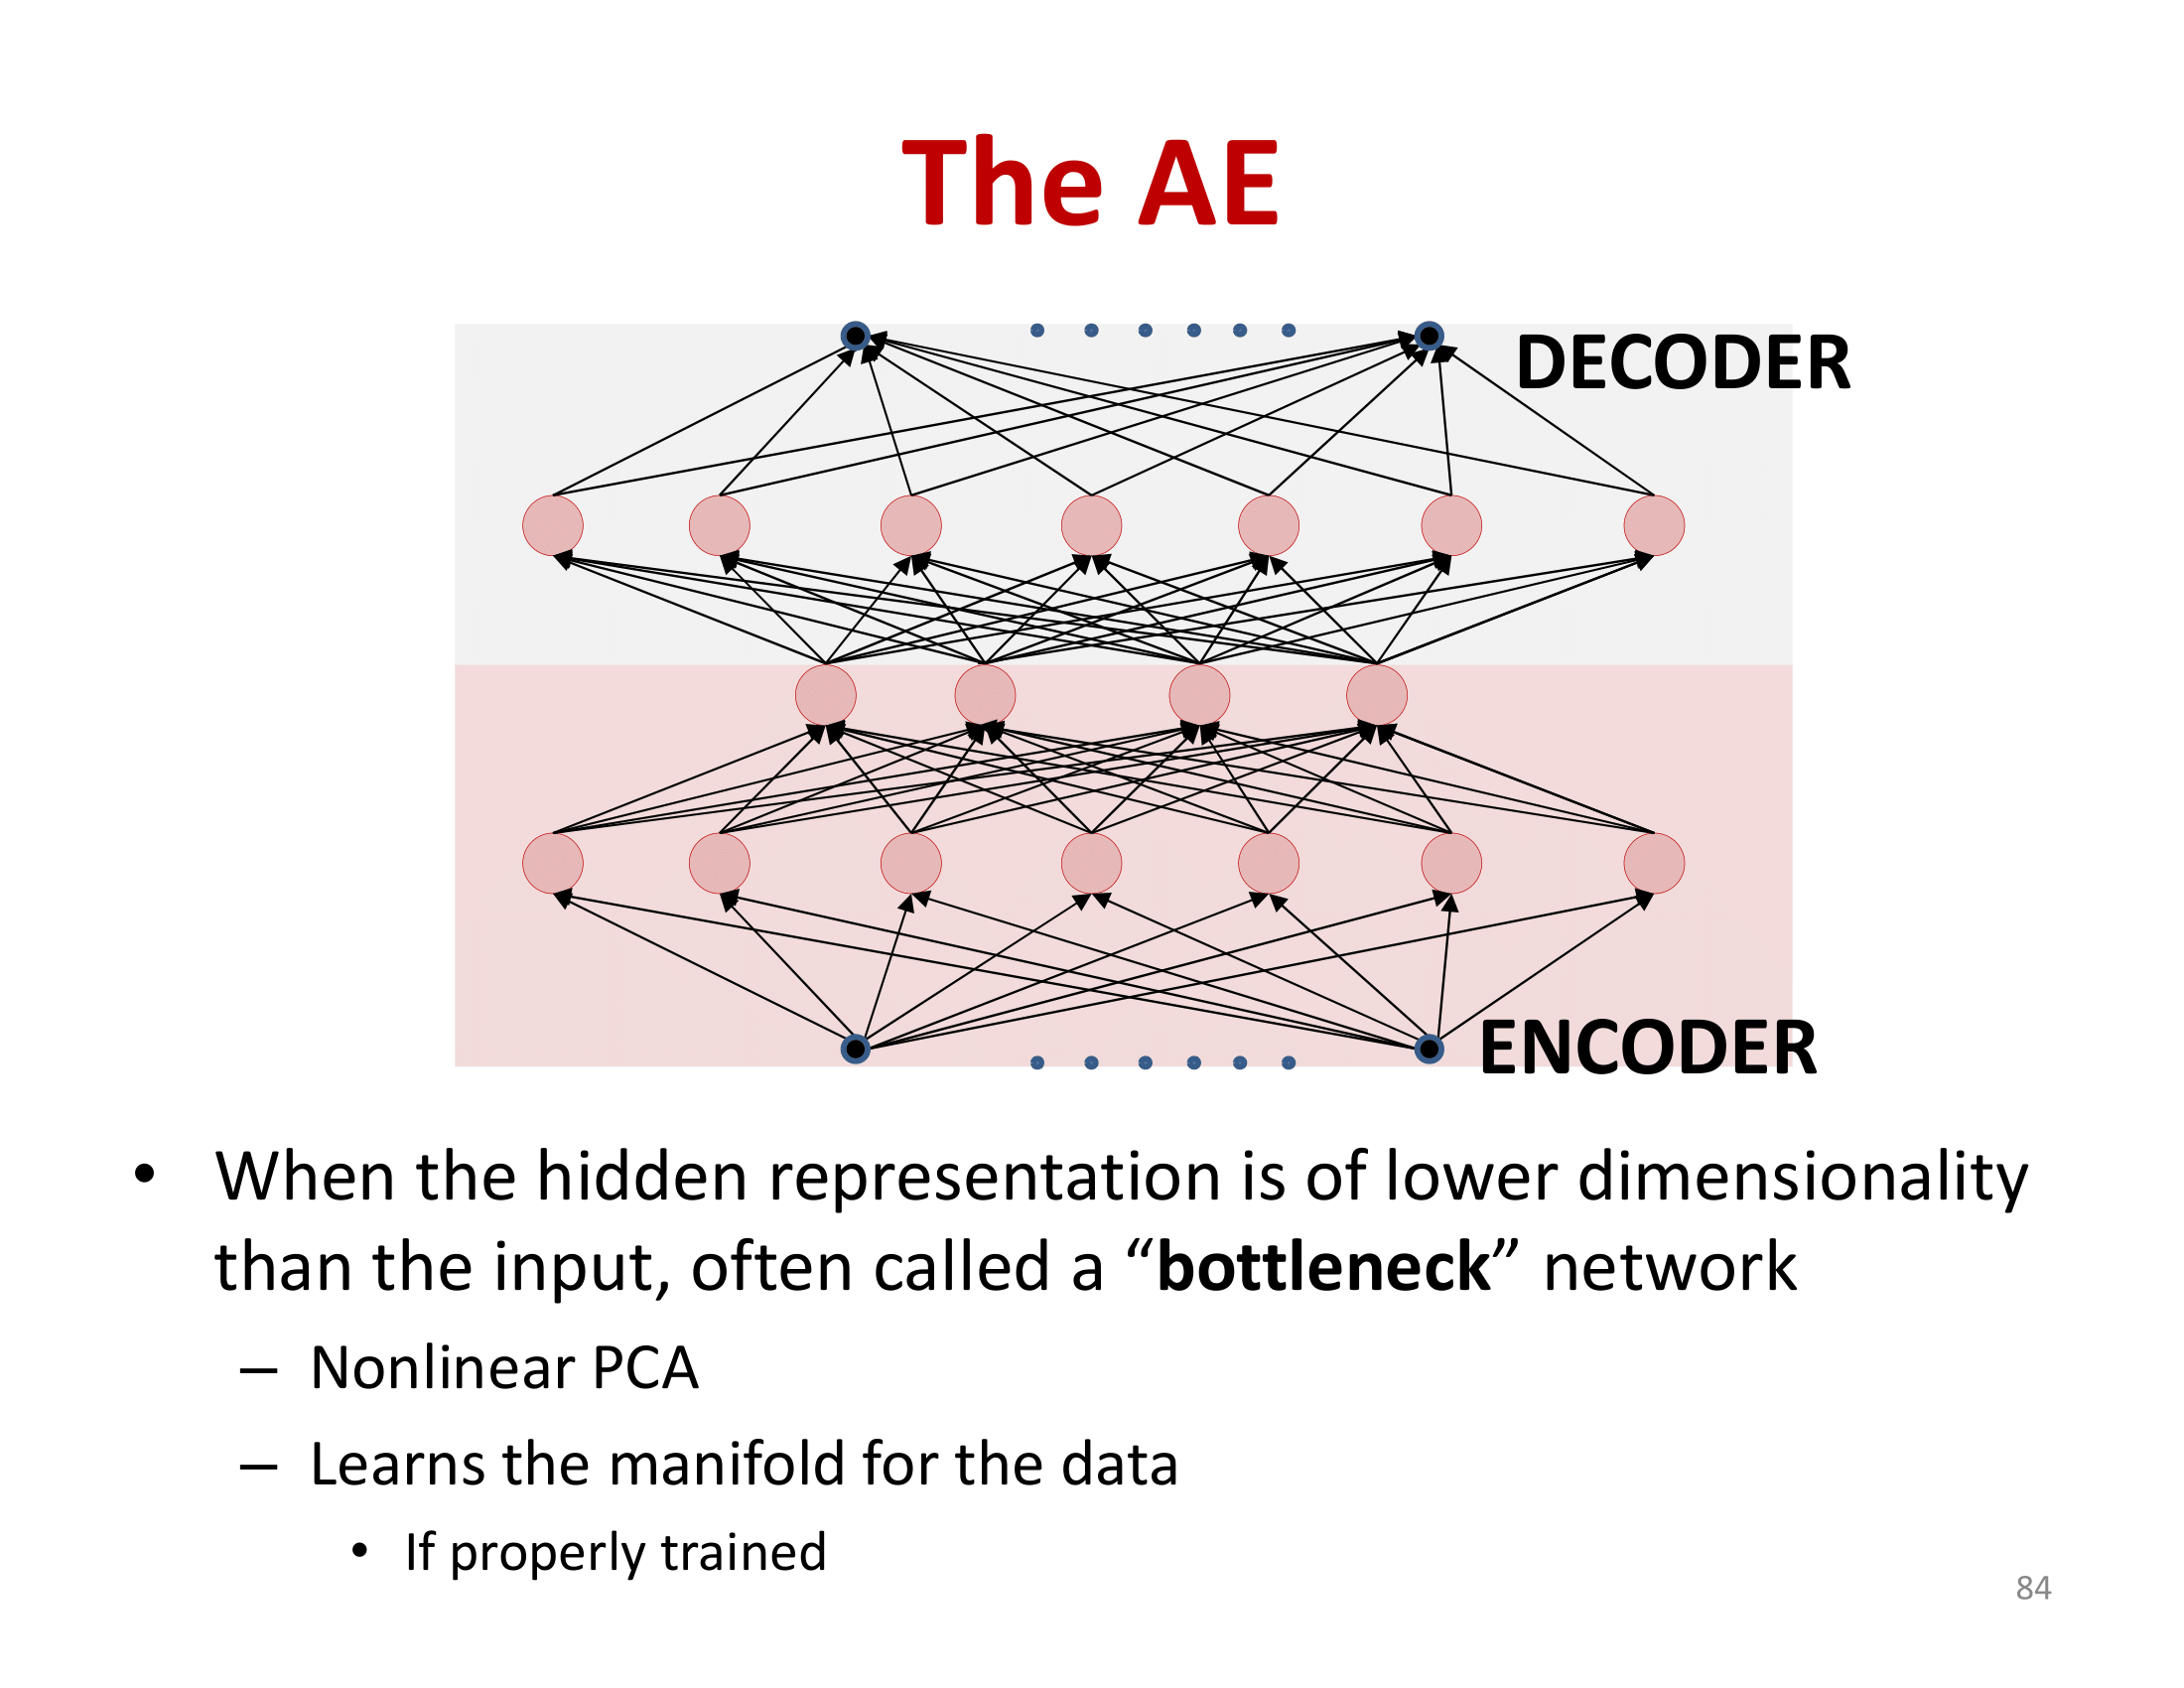 The AE
DECODER
ENCODER
• When the hidden representation is of lower dimensionality
than the input, often called a “bottleneck” network
– Nonlinear PCA
– Learns the manifold for the data
• If properly trained
84